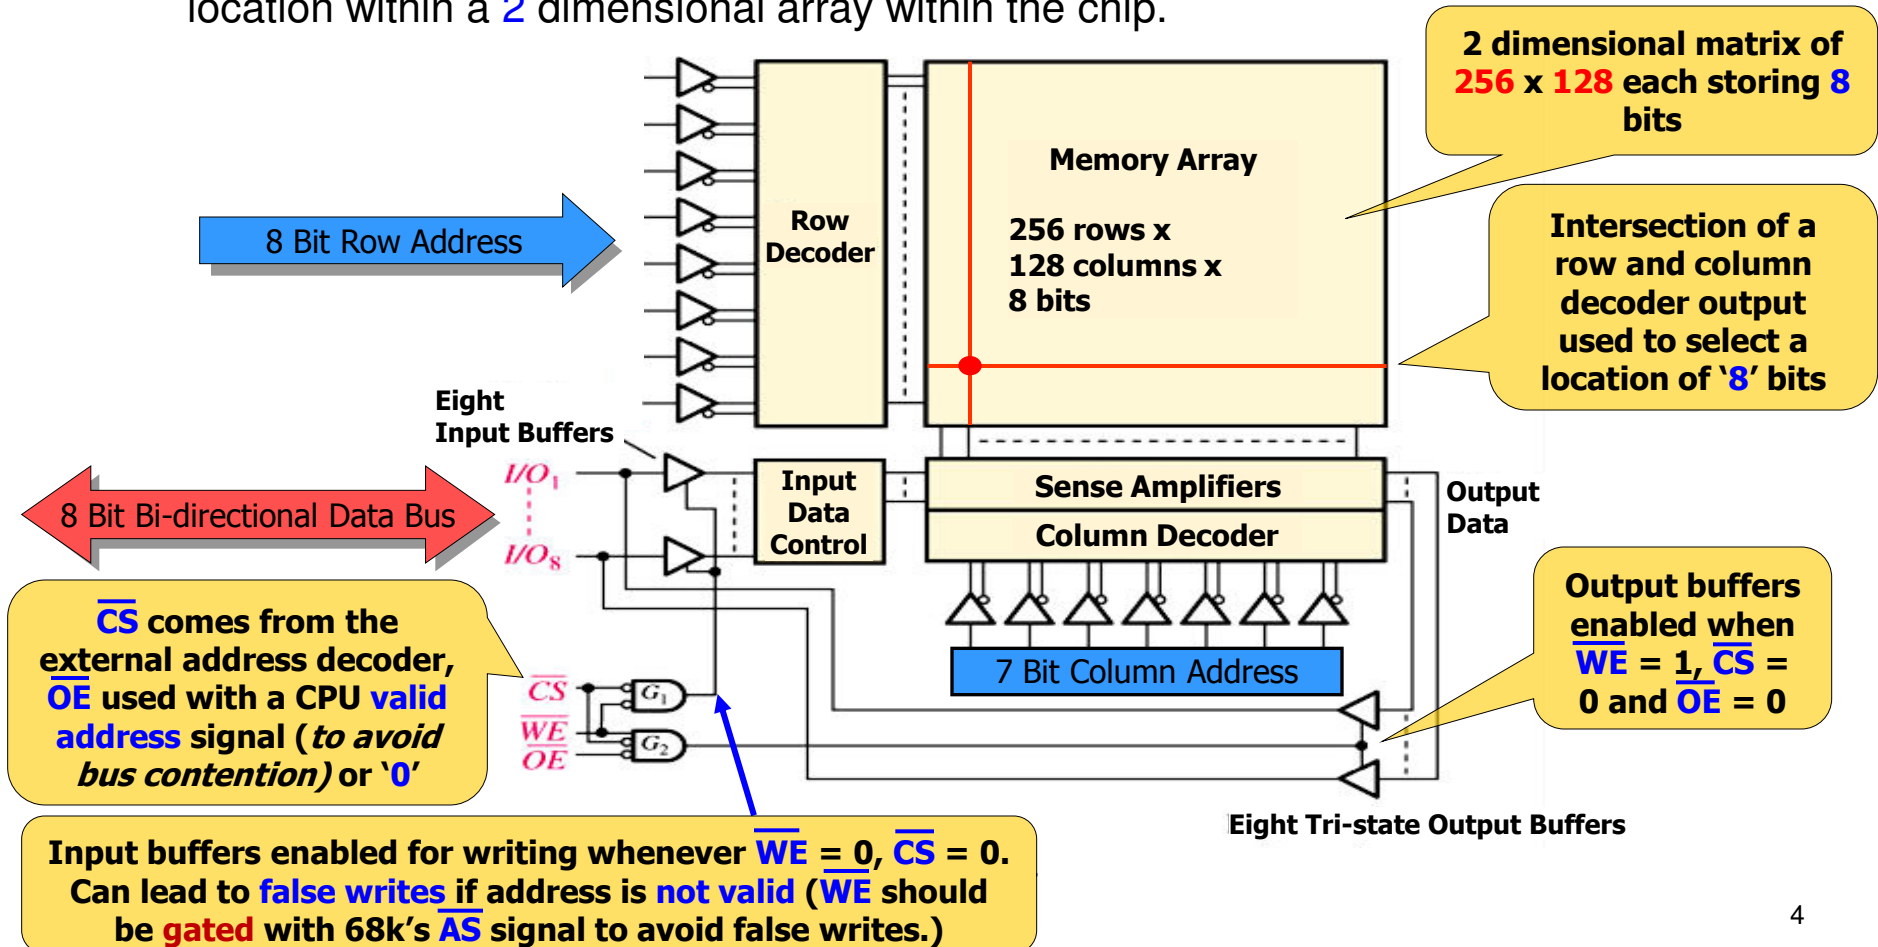 location within a 2 dimensional array within the chip.
2 dimensional matrix of
256 x 128 each storing 8
bits
Memory Array
256 rows x
128 columns x
8 bits
Row
Decoder
8 Bit Row Address
Intersection of a
row and column
decoder output
used to select a
location of ‘8’ bits
Eight
Input Buffers
I/O1
I/O8
8 Bit Bi-directional Data Bus
Input
Data
Control
Sense Amplifiers
Column Decoder
Output
Data
7 Bit Column Address
CS comes from the
external address decoder,
OE used with a CPU valid
address signal (to avoid
bus contention) or ‘0’
CS
WE
OE
G1
G2
Output buffers
enabled when
WE = 1, CS =
0 and OE = 0
Eight Tri-state Output Buffers
Input buffers enabled for writing whenever WE = 0, CS = 0.
Can lead to false writes if address is not valid (WE should
be gated with 68k’s AS signal to avoid false writes.)
4